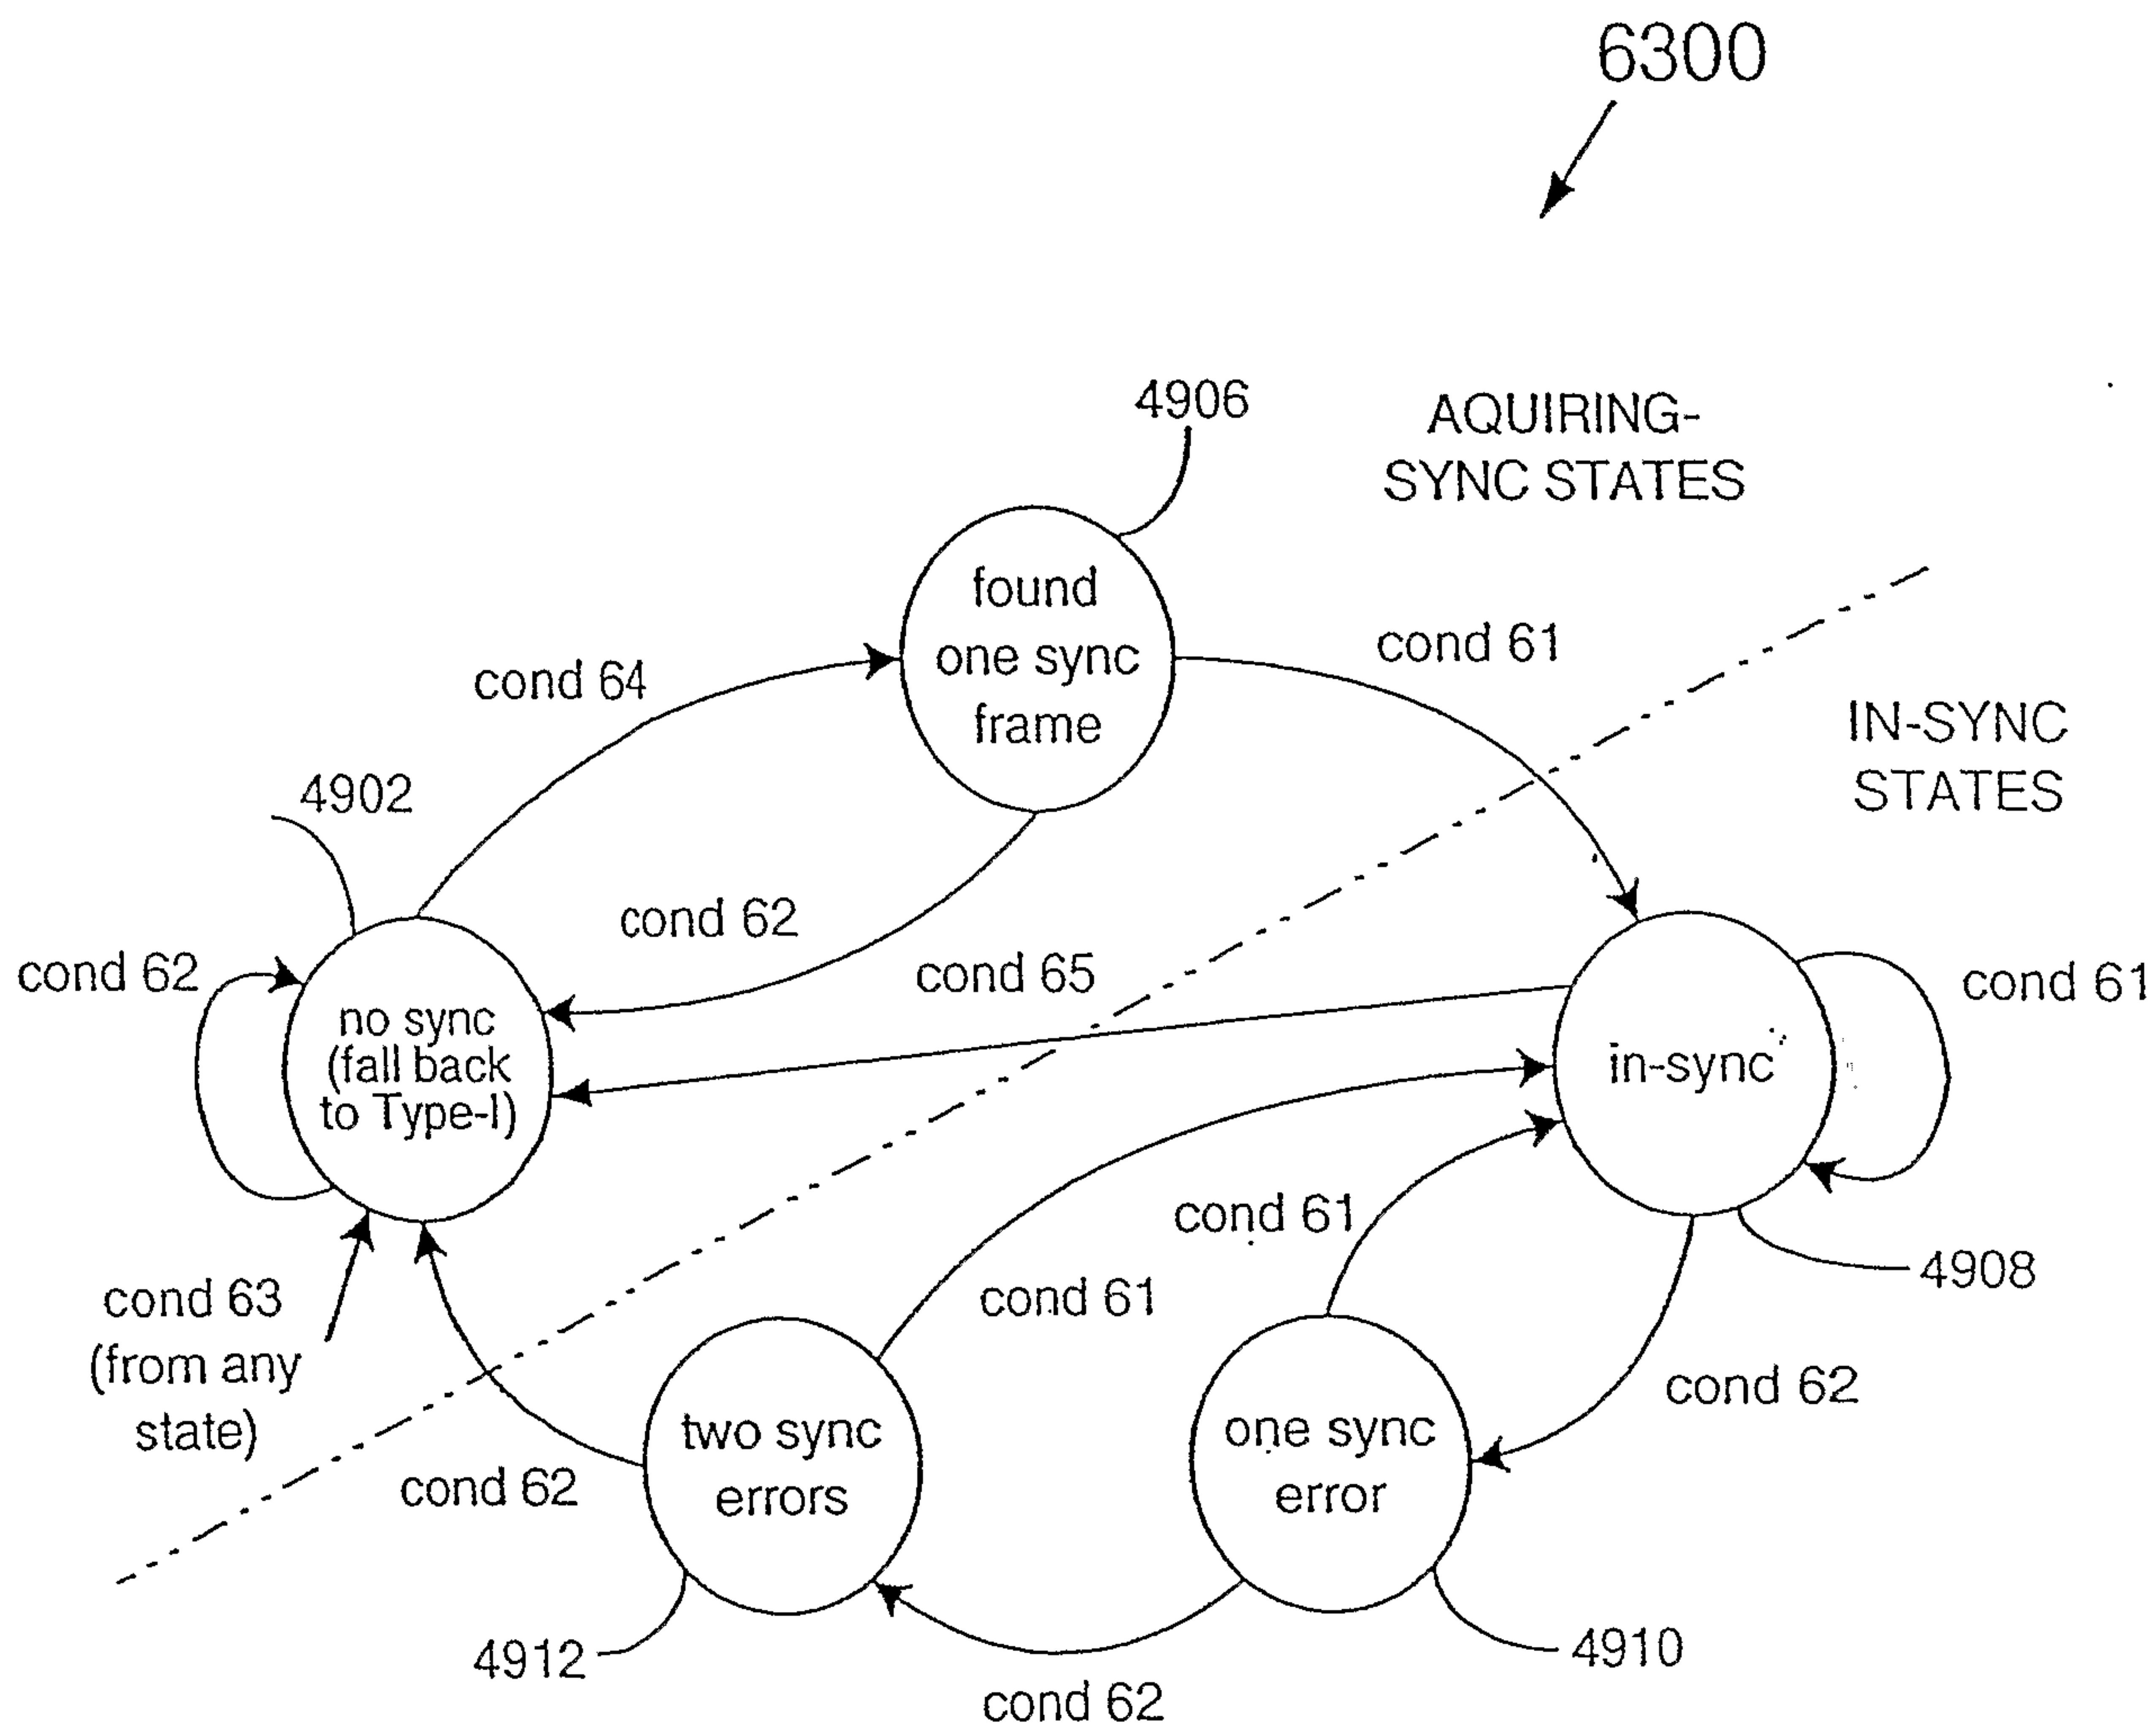 6300
4906
AQUIRING-
SYNC STATES
found
one sync
frame
cond 61
cond 64
IN-SYNC
STATES
4902
cond 62
cond 65
cond 62
cond 61
no sync
(fall back
to Type-I)
in-sync
cond 61
4908
cond 63
(from any
state)
cond 61
cond 62
two sync
errors
one sync
error
cond 62
4912
4910
cond 62